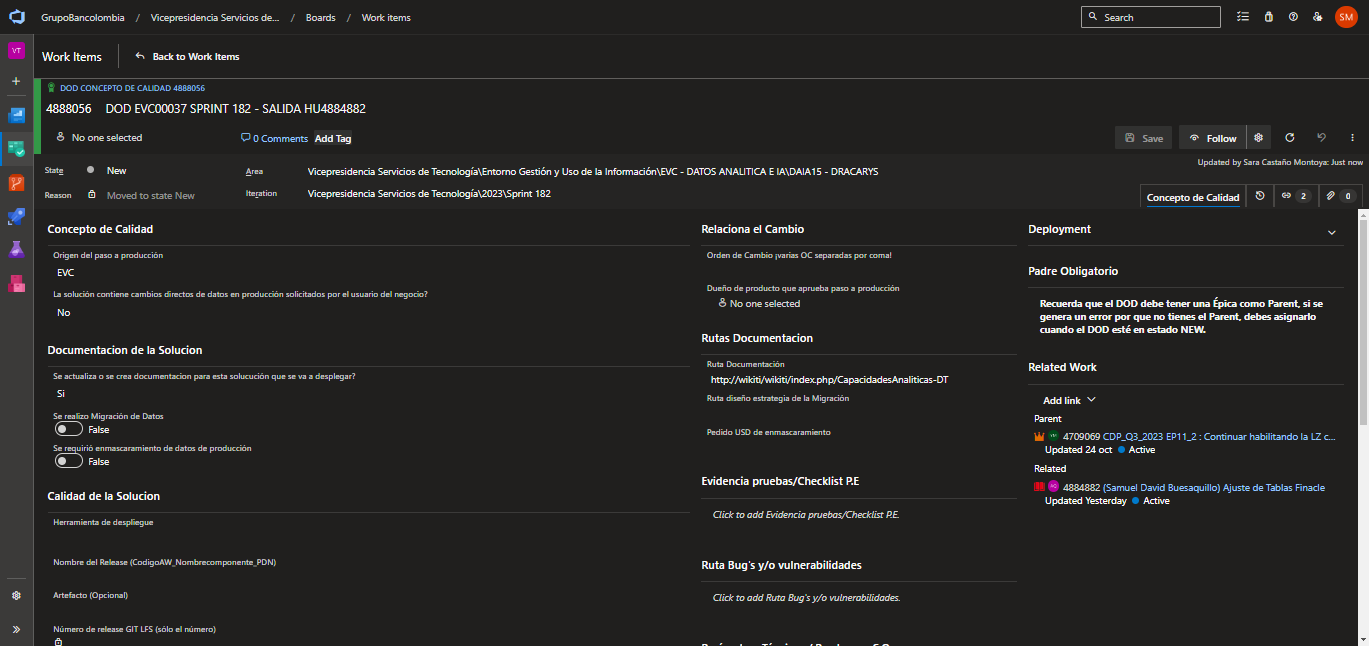 GrupoBancolombia / Vicepresidencia Servicios de... / Boards / Work items
Search
SM
VT
Work Items
Back to Work Items
DOD CONCEPTO DE CALIDAD 4888056
4888056 DOD EVC00037 SPRINT 182 - SALIDA HU4884882
No one selected
0 Comments
Add Tag
Save
Follow
Updated by Sara Castaño Montoya: Just now
State
New
Area
Vicepresidencia Servicios de Tecnología\Entorno Gestión y Uso de la Información\EVC - DATOS ANALITICA E IA\DAIA15 - DRACARYS
Reason
Moved to state New
Iteration
Vicepresidencia Servicios de Tecnología\2023\Sprint 182
Concepto de Calidad
2
0
Concepto de Calidad
Origen del paso a producción
EVC
La solución contiene cambios directos de datos en producción solicitados por el usuario del negocio?
No
Documentacion de la Solucion
Se actualiza o se crea documentacion para esta solucución que se va a desplegar?
Si
Se realizo Migración de Datos
False
Se requirió enmascaramiento de datos de producción
False
Calidad de la Solucion
Herramienta de despliegue
Nombre del Release (CodigoAW_Nombrecomponente_PDN)
Artefacto (Opcional)
Número de release GIT LFS (sólo el número)
Relaciona el Cambio
Orden de Cambio ¡varias OC separadas por coma!
Dueño de producto que aprueba paso a producción
No one selected
Rutas Documentacion
Ruta Documentación
http://wikiti/wikiti/index.php/CapacidadesAnaliticas-DT
Ruta diseño estrategia de la Migración
Pedido USD de enmascaramiento
Evidencia pruebas/Checklist P.E
Click to add Evidencia pruebas/Checklist P.E.
Ruta Bug's y/o vulnerabilidades
Click to add Ruta Bug's y/o vulnerabilidades.
Deployment
Padre Obligatorio
Recuerda que el DOD debe tener una Épica como Parent, si se
genera un error por que no tienes el Parent, debes asignarlo
cuando el DOD esté en estado NEW.
Related Work
Add link
Parent
4709069 CDP_Q3_2023 EP11_2 : Continuar habilitando la LZ c...
Updated 24 oct Active
Related
4884882 (Samuel David Buesaquillo) Ajuste de Tablas Finacle
Updated Yesterday Active